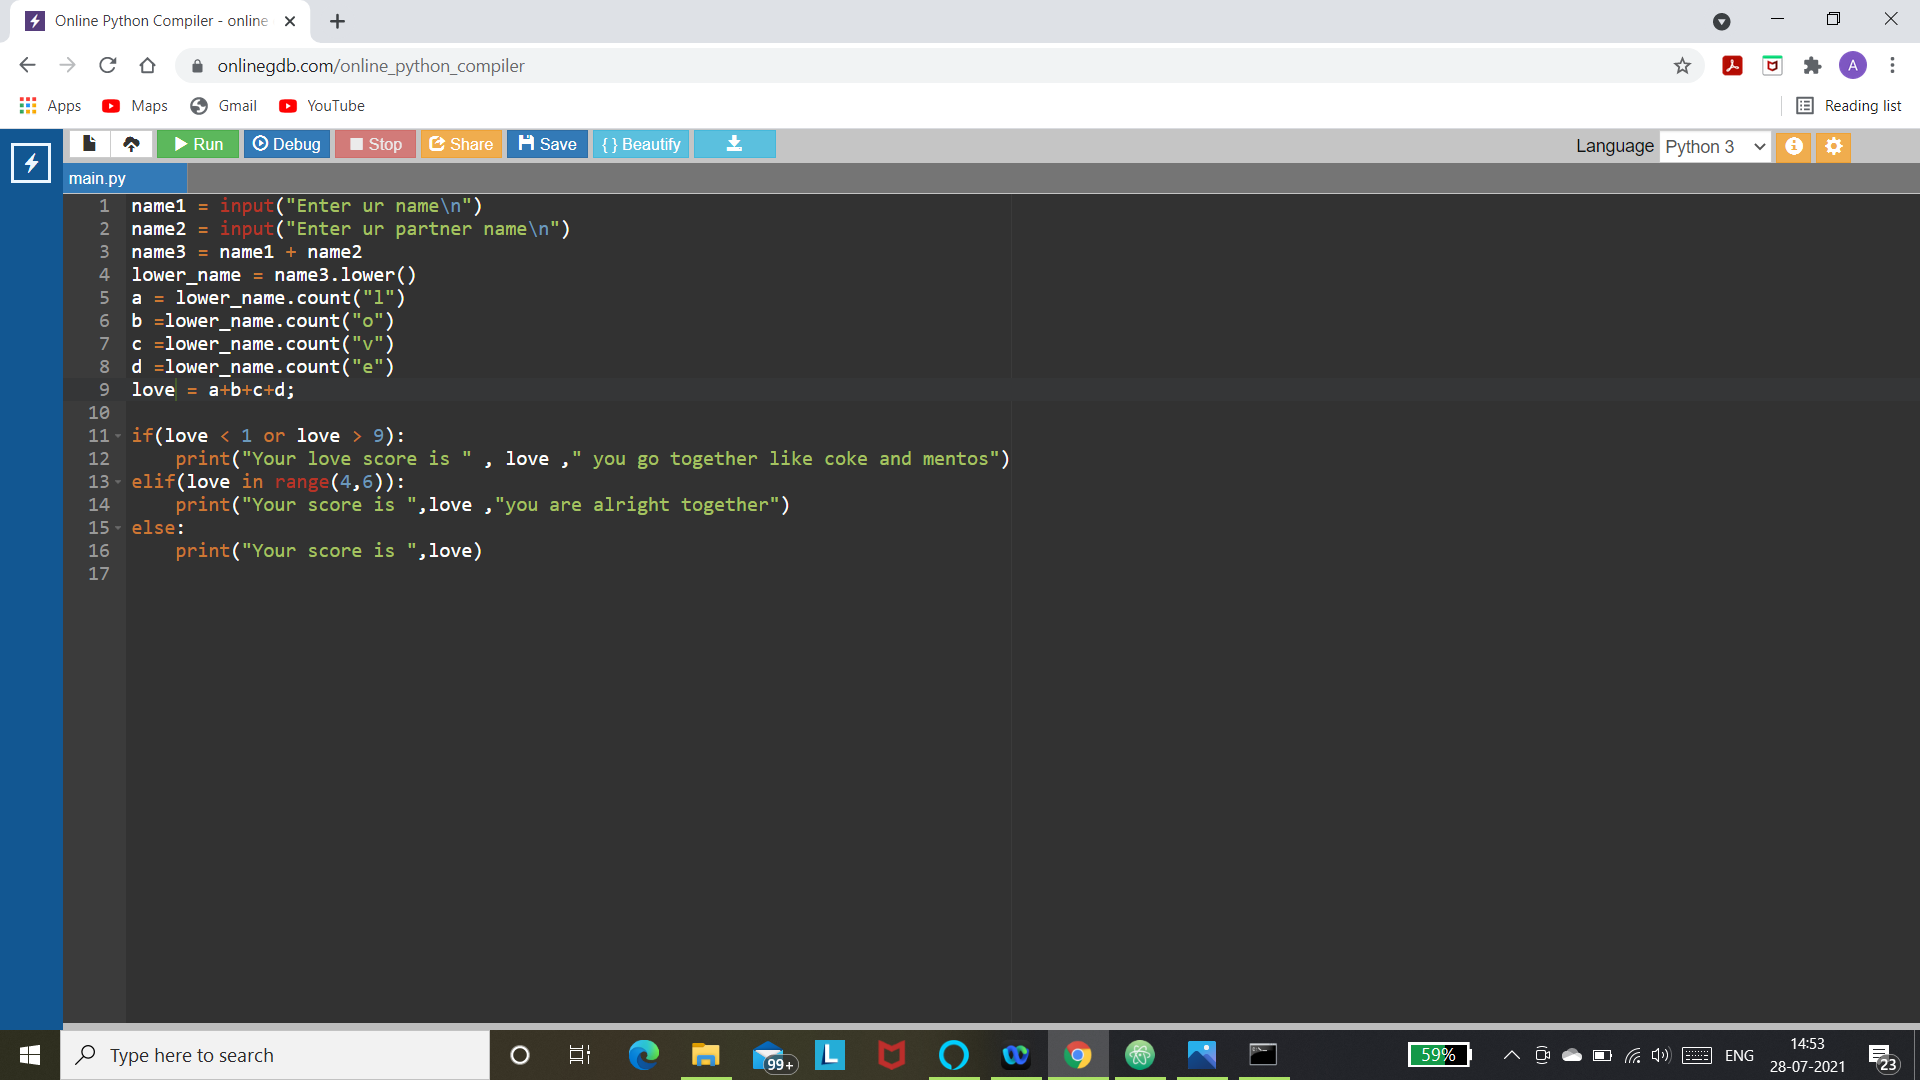 Online Python Compiler - online
onlinegdb.com/online_python_compiler
A
Apps Maps Gmail YouTube Reading list
Run Debug Stop Share Save { } Beautify Language Python 3
main.py
1 name1 = input("Enter ur name\n")
2 name2 = input("Enter ur partner name\n")
3 name3 = name1 + name2
4 lower_name = name3.lower()
5 a = lower_name.count("l")
6 b =lower_name.count("o")
7 c =lower_name.count("v")
8 d =lower_name.count("e")
9 love = a+b+c+d;
10
11 if(love < 1 or love > 9):
12     print("Your love score is " , love ," you go together like coke and mentos")
13 elif(love in range(4,6)):
14     print("Your score is ",love ,"you are alright together")
15 else:
16     print("Your score is ",love)
17
Type here to search 99+ L 59% ENG 14:53
28-07-2021 23